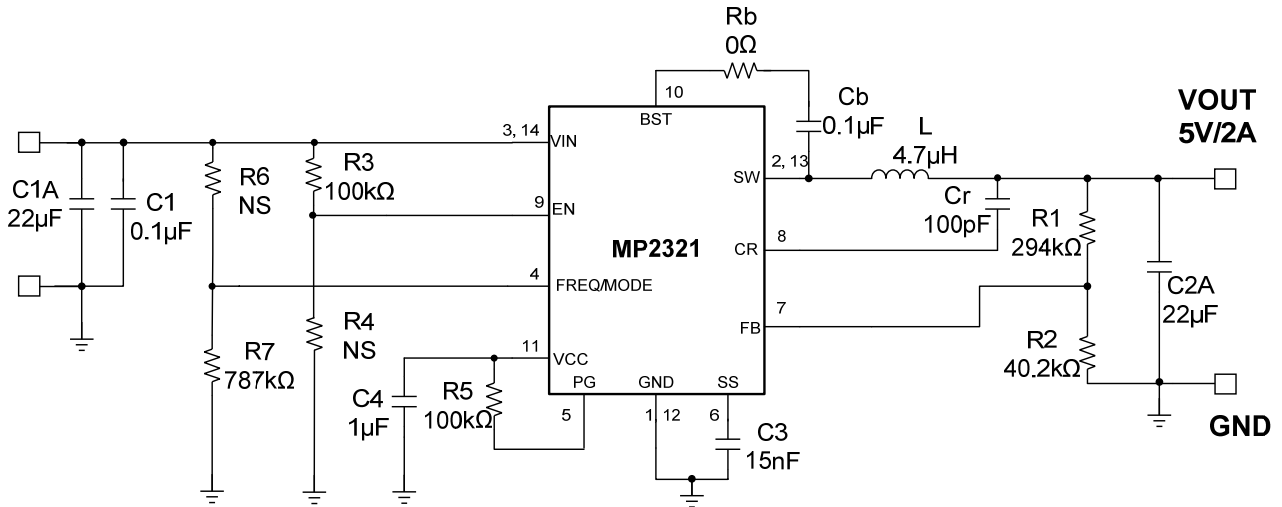 Rb
0Ω
10
BST
Cb
0.1µF
VOUT
5V/2A
L
4.7µH
3, 14
VIN
2, 13
SW
C1A
22µF
C1
0.1µF
R6
NS
R3
100kΩ
9
EN
MP2321
Cr
100pF
8
CR
R1
294kΩ
4
FREQ/MODE
C2A
22µF
7
FB
R7
787kΩ
R4
NS
R2
40.2kΩ
11
VCC
PG
GND
SS
C4
1µF
R5
100kΩ
5
1
12
6
C3
15nF
GND